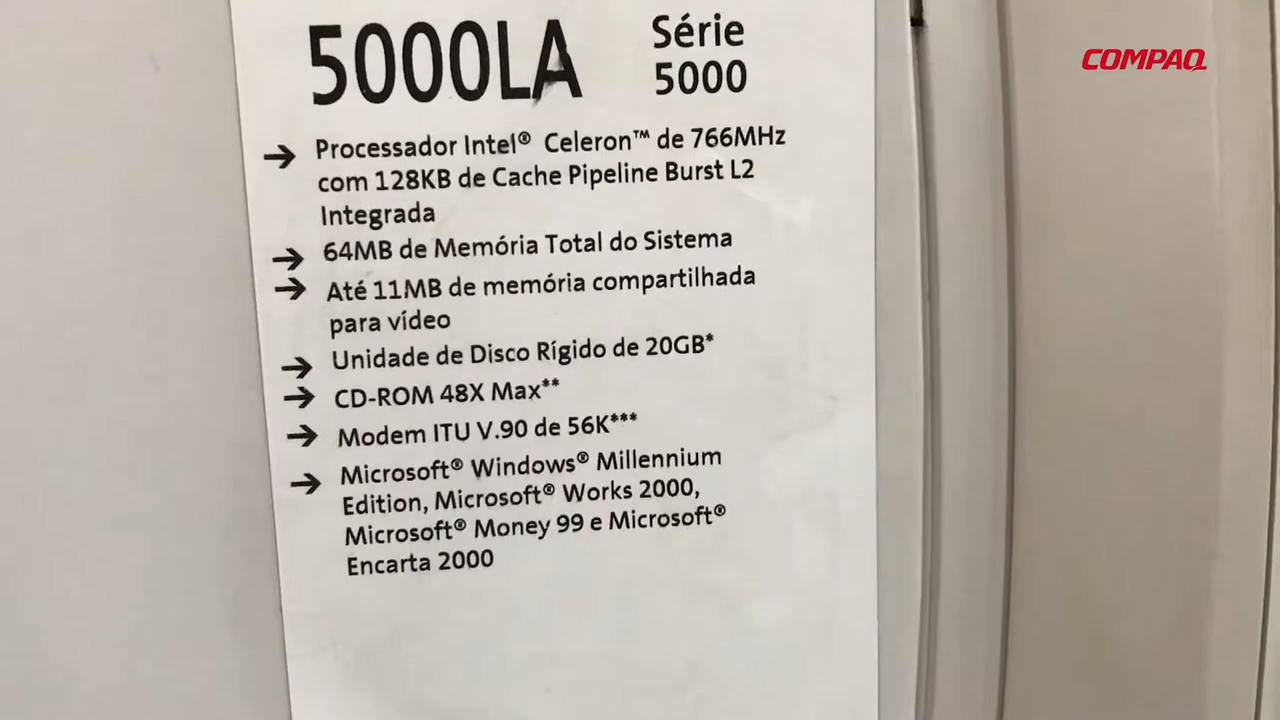 5000LA
Série
5000
COMPAQ
→ Processador Intel® Celeron™ de 766MHz
com 128KB de Cache Pipeline Burst L2
Integrada
→ 64MB de Memória Total do Sistema
→ Até 11MB de memória compartilhada
para vídeo
→ Unidade de Disco Rígido de 20GB*
→ CD-ROM 48X Max**
→ Modem ITU V.90 de 56K***
→ Microsoft® Windows® Millennium
Edition, Microsoft® Works 2000,
Microsoft® Money 99 e Microsoft®
Encarta 2000